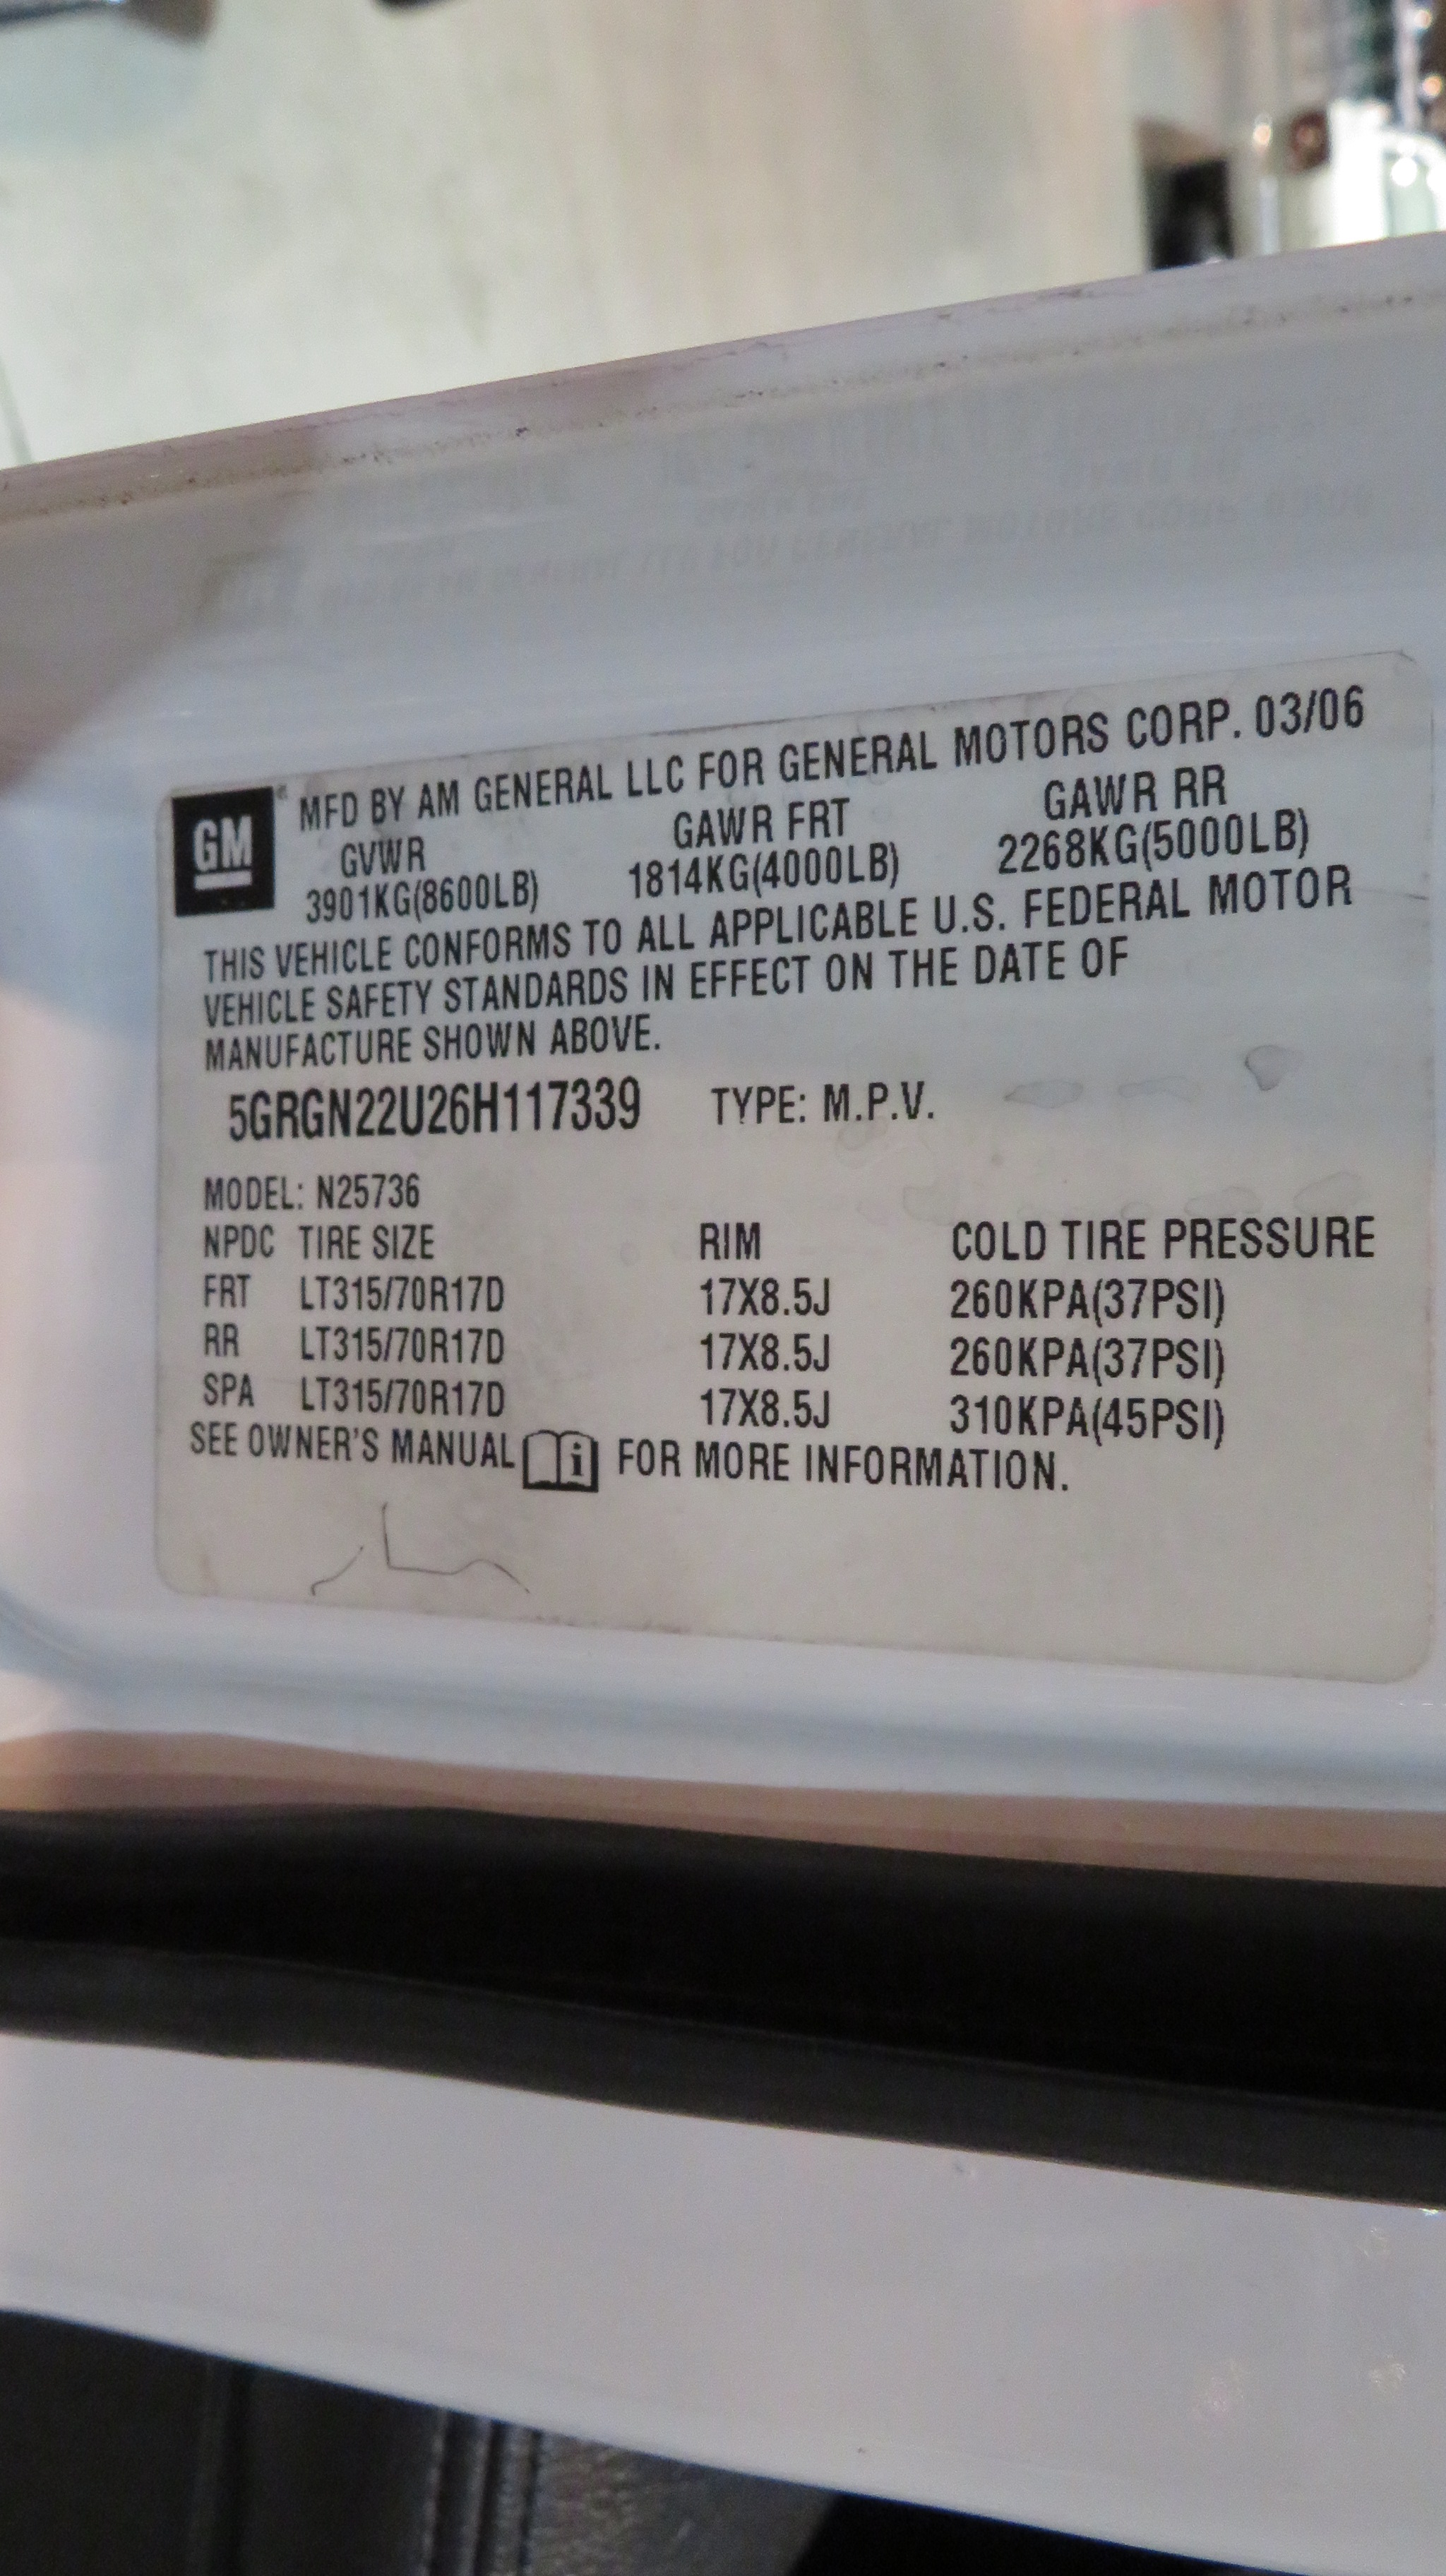 GM® MFD BY AM GENERAL LLC FOR GENERAL MOTORS CORP. 03/06
GVWR GAWR FRT GAWR RR
3901KG(8600LB) 1814KG(4000LB) 2268KG(5000LB)
THIS VEHICLE CONFORMS TO ALL APPLICABLE U.S. FEDERAL MOTOR
VEHICLE SAFETY STANDARDS IN EFFECT ON THE DATE OF
MANUFACTURE SHOWN ABOVE.
5GRGN22U26H117339 TYPE: M.P.V.
MODEL: N25736
NPDC TIRE SIZE RIM COLD TIRE PRESSURE
FRT LT315/70R17D 17X8.5J 260KPA(37PSI)
RR LT315/70R17D 17X8.5J 260KPA(37PSI)
SPA LT315/70R17D 17X8.5J 310KPA(45PSI)
SEE OWNER'S MANUAL i FOR MORE INFORMATION.